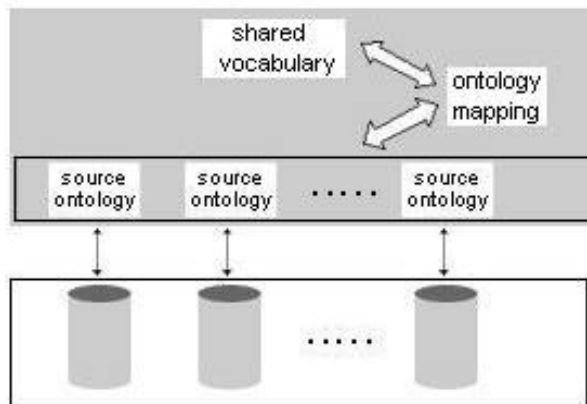 shared
vocabulary
ontology
mapping
source
ontology
source
ontology
.....
source
ontology
.....